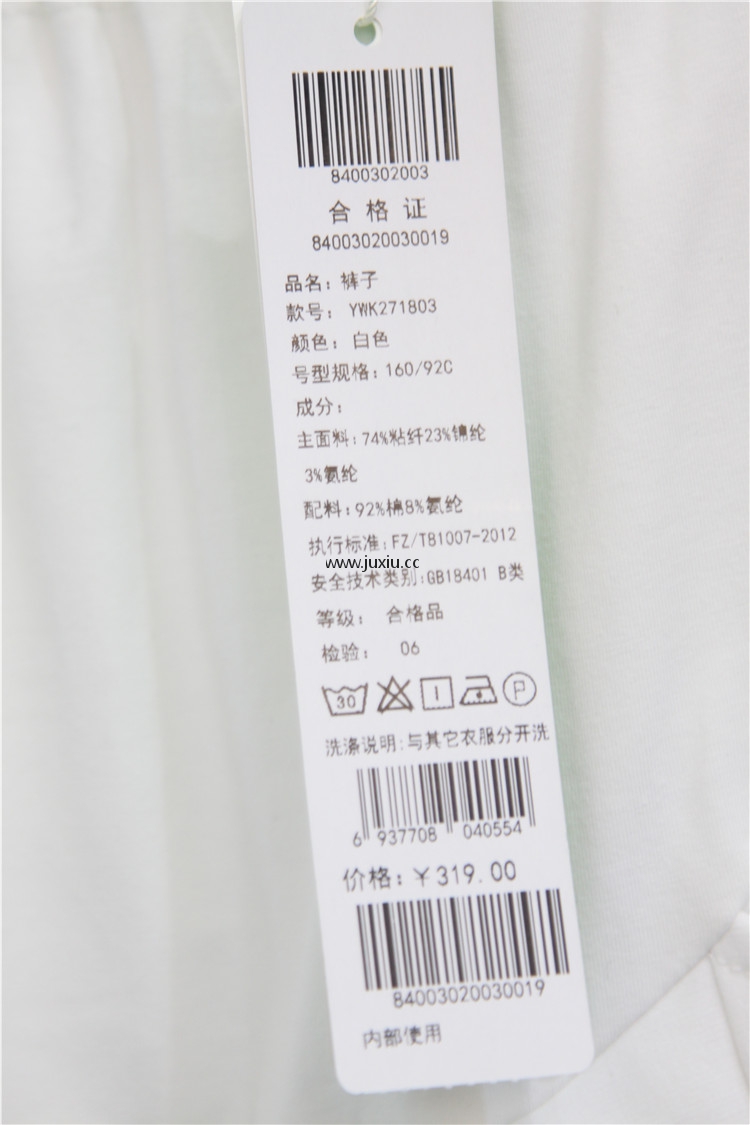 8400302003
合格证
84003020030019
品名：裤子
款号：YWK271803
颜色：白色
号型规格：160/92C
成分：
主面料：74%粘纤23%锦纶
3%氨纶
配料：92%棉8%氨纶
执行标准：FZ/T81007-2012
www.juxiu.cc
安全技术类别：GB18401 B类
等级：合格品
检验：06
30 P
洗涤说明：与其它衣服分开洗
6 937708 040554
价格：￥319.00
84003020030019
内部使用